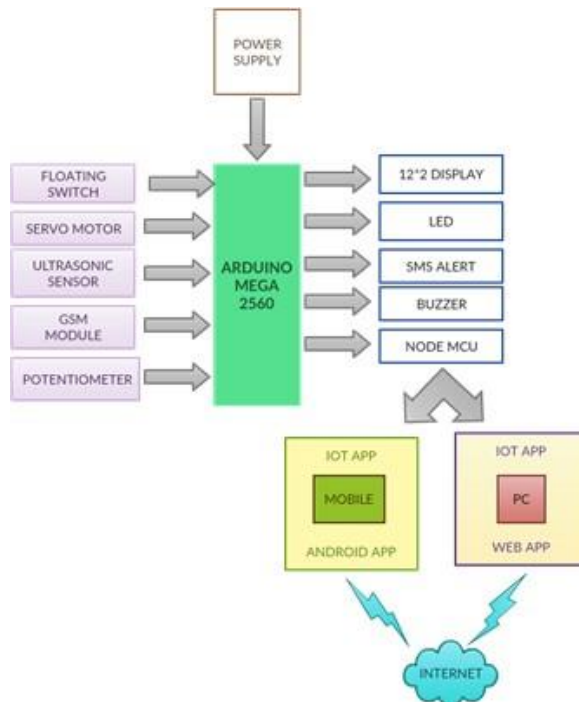 POWER
SUPPLY
FLOATING
SWITCH
SERVO MOTOR
ULTRASONIC
SENSOR
GSM
MODULE
POTENTIOMETER
ARDUINO
MEGA
2560
12*2 DISPLAY
LED
SMS ALERT
BUZZER
NODE MCU
IOT APP
MOBILE
ANDROID APP
IOT APP
PC
WEB APP
INTERNET